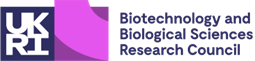 UK
RI
Biotechnology and
Biological Sciences
Research Council